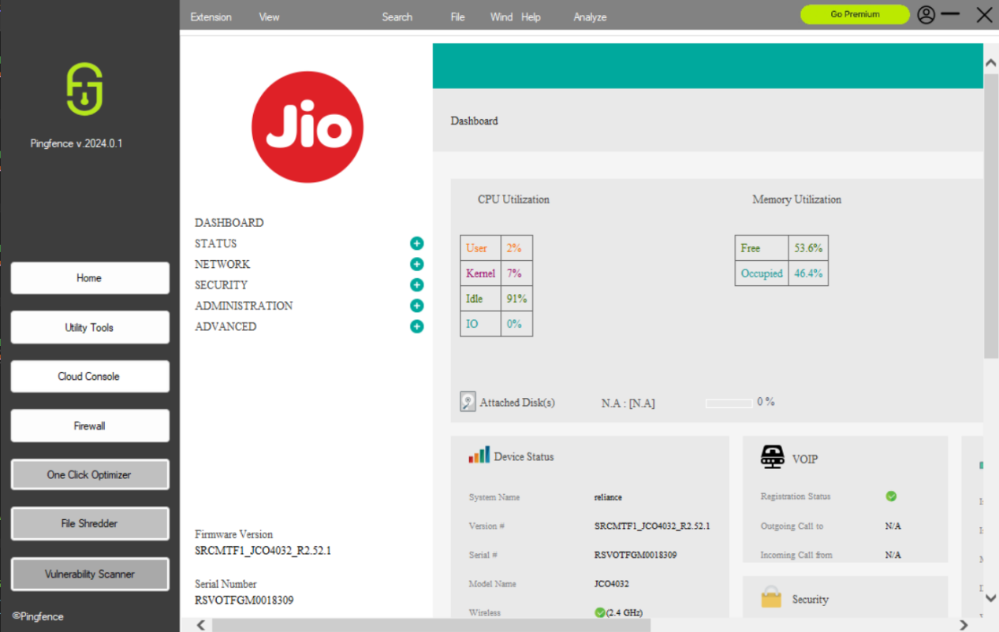 Extension View Search File Wind Help Analyze Go Premium
Pingfence v.2024.0.1
Home
Utility Tools
Cloud Console
Firewall
One Click Optimizer
File Shredder
Vulnerability Scanner
©Pingfence
Jio
DASHBOARD
STATUS
NETWORK
SECURITY
ADMINISTRATION
ADVANCED
Firmware Version
SRCMTF1_JCO4032_R2.52.1
Serial Number
RSVOTFGM0018309
Dashboard
CPU Utilization
User 2%
Kernel 7%
Idle 91%
IO 0%
Memory Utilization
Free 53.6%
Occupied 46.4%
Attached Disk(s) N.A : [N.A] 0 %
Device Status
System Name reliance
Version # SRCMTF1_JCO4032_R2.52.1
Serial # RSVOTFGM0018309
Model Name JCO4032
Wireless (2.4 GHz)
VOIP
Registration Status
Outgoing Call to N/A
Incoming Call from N/A
Security